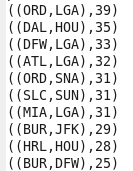 ((ORD,LGA),39)
((DAL,HOU),35)
((DFW,LGA),33)
((ATL,LGA),32)
((ORD,SNA),31)
((SLC,SUN),31)
((MIA,LGA),31)
((BUR,JFK),29)
((HRL,HOU),28)
((BUR,DFW),25)